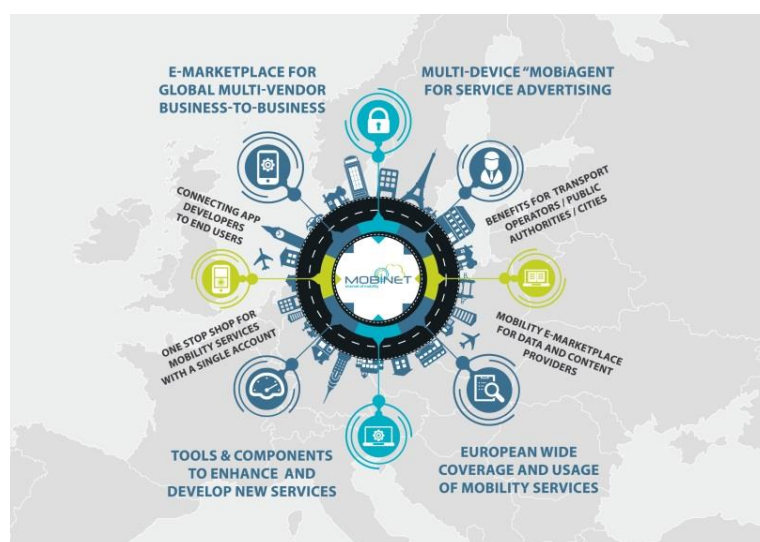 E-MARKETPLACE FOR
GLOBAL MULTI-VENDOR
BUSINESS-TO-BUSINESS
MULTI-DEVICE “MOBiAGENT
FOR SERVICE ADVERTISING
CONNECTING APP
DEVELOPERS
TO END USERS
BENEFITS FOR TRANSPORT
OPERATORS / PUBLIC
AUTHORITIES / CITIES
MOBiNET
internet of mobility
ONE STOP SHOP FOR
MOBILITY SERVICES
WITH A SINGLE ACCOUNT
MOBILITY E-MARKETPLACE
FOR DATA AND CONTENT
PROVIDERS
TOOLS & COMPONENTS
TO ENHANCE AND
DEVELOP NEW SERVICES
EUROPEAN WIDE
COVERAGE AND USAGE
OF MOBILITY SERVICES